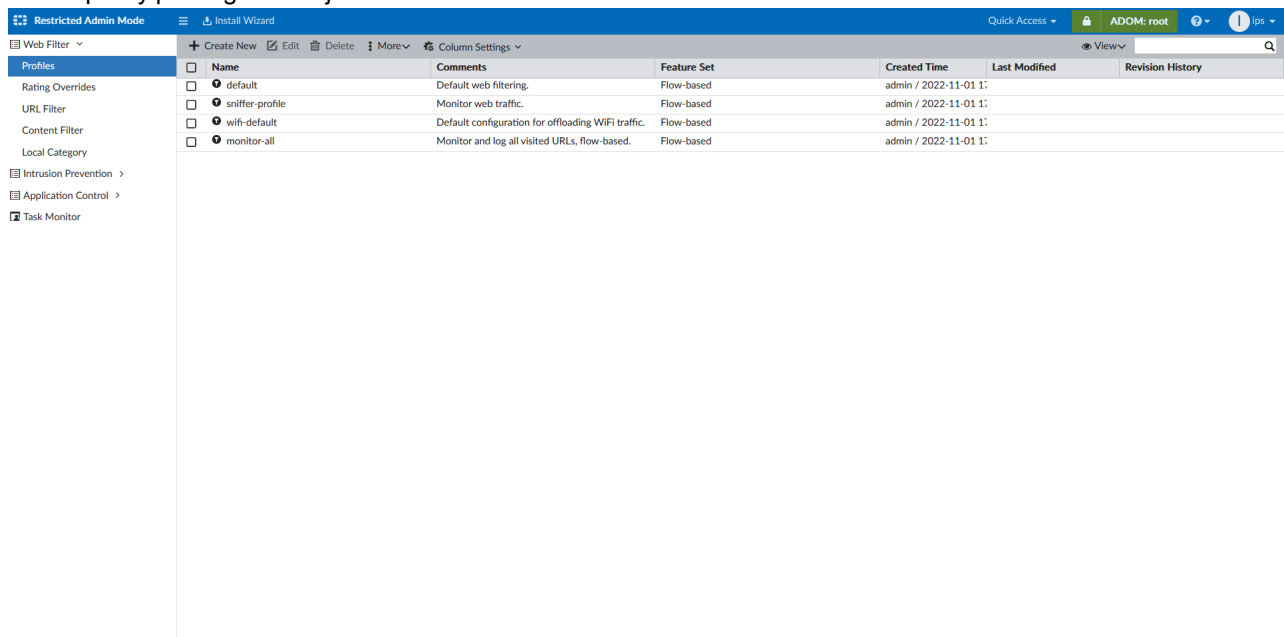 Restricted Admin Mode
Install Wizard
Quick Access
ADOM: root
ips
Web Filter
Profiles
Rating Overrides
URL Filter
Content Filter
Local Category
Intrusion Prevention
Application Control
Task Monitor
Create New Edit Delete More Column Settings View
Name Comments Feature Set Created Time Last Modified Revision History
default Default web filtering. Flow-based admin / 2022-11-01 17
sniffer-profile Monitor web traffic. Flow-based admin / 2022-11-01 17
wifi-default Default configuration for offloading WiFi traffic. Flow-based admin / 2022-11-01 17
monitor-all Monitor and log all visited URLs, flow-based. Flow-based admin / 2022-11-01 17